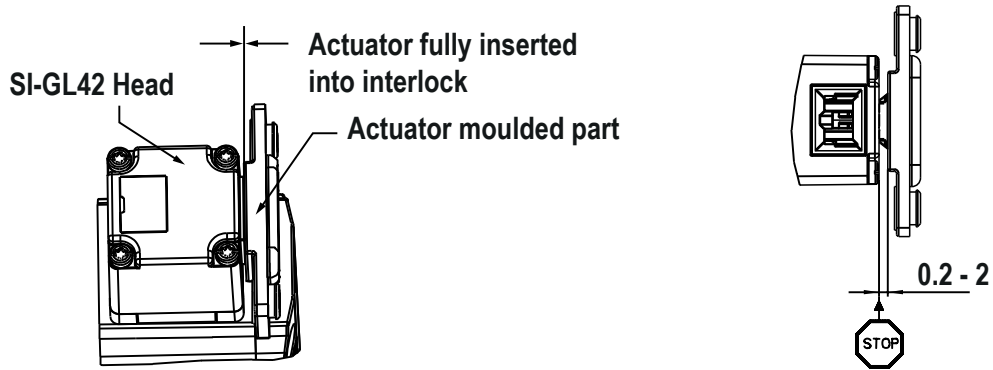 Actuator fully inserted
into interlock
SI-GL42 Head
Actuator moulded part
0.2 - 2
STOP